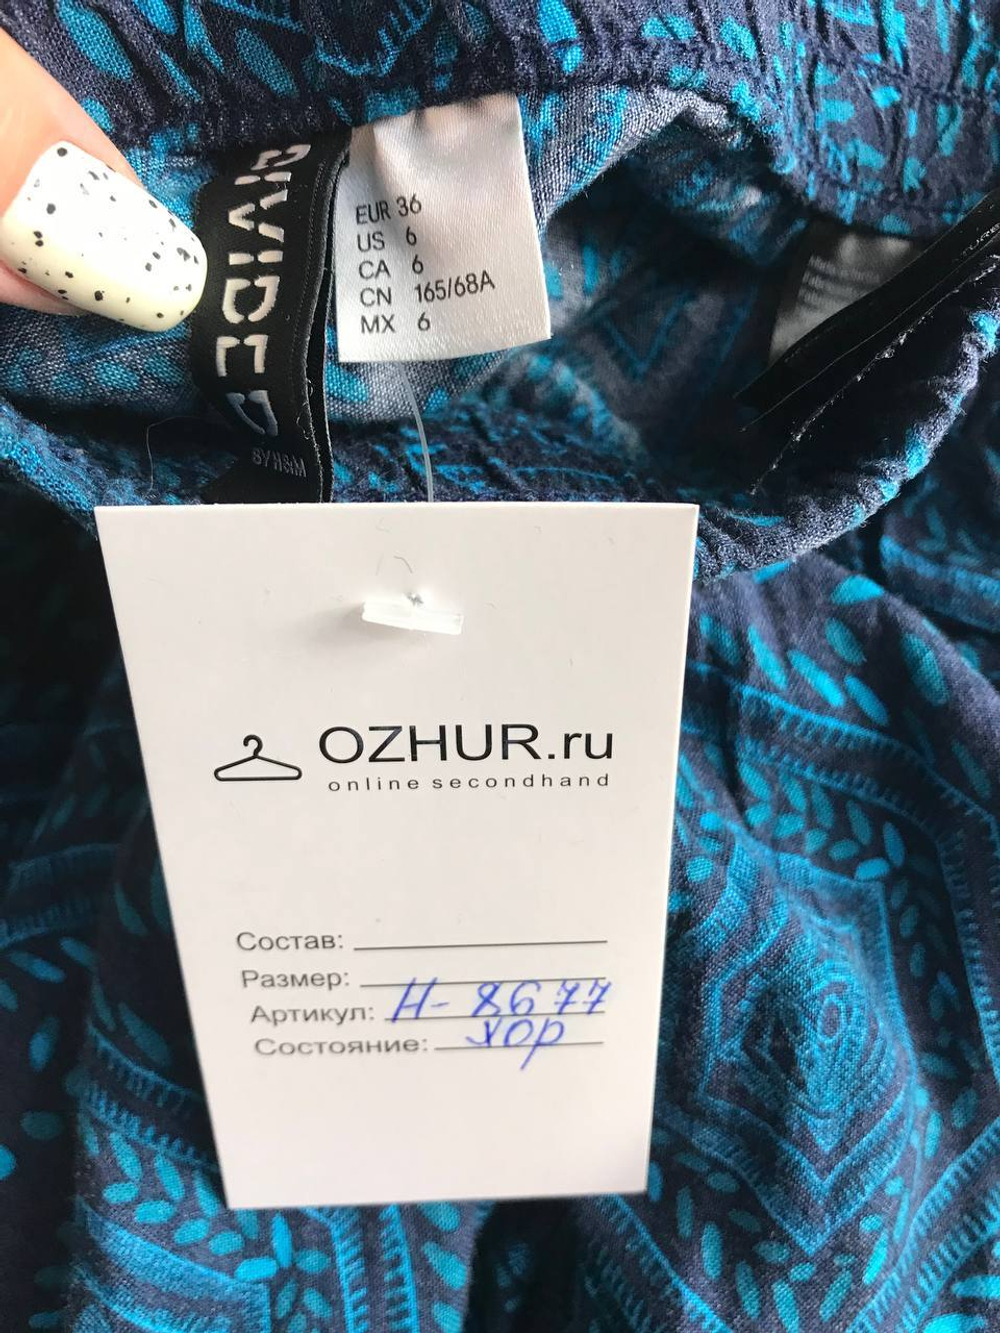 DIVIDED
BY H&M
EUR 36
US 6
CA 6
CN 165/68A
MX 6
OZHUR.ru
online secondhand
Состав:
Размер:
Артикул: Н-8677
Состояние: хор